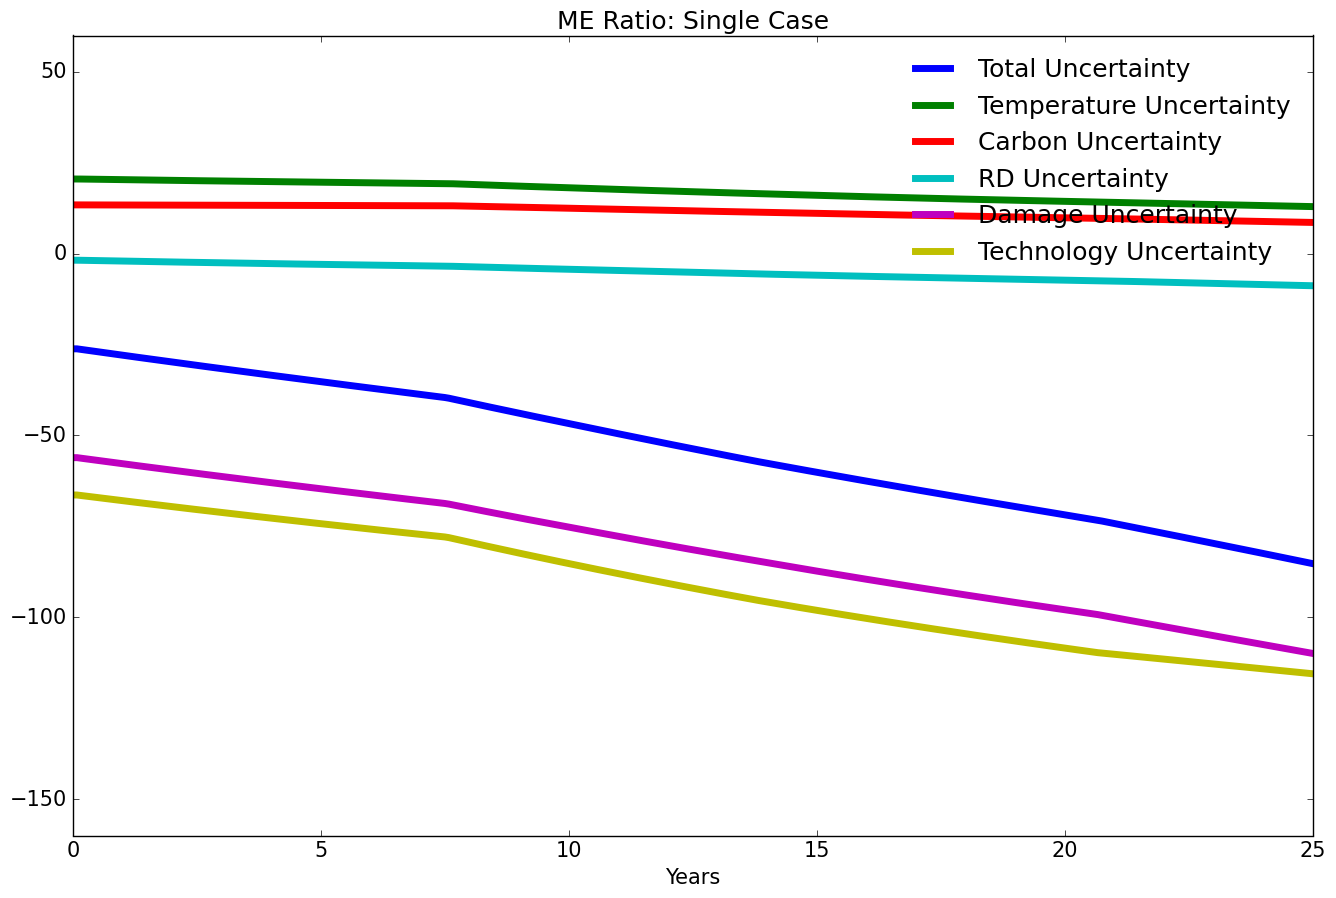 ME Ratio: Single Case
50
0
−50
−100
−150
Total Uncertainty
Temperature Uncertainty
Carbon Uncertainty
RD Uncertainty
Damage Uncertainty
Technology Uncertainty
0 5 10 15 20 25
Years